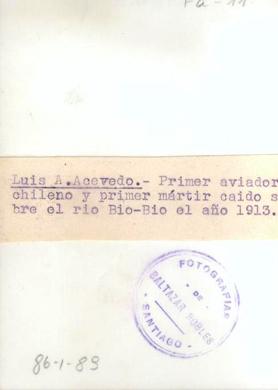 Fa-11
Luis A.Acevedo.- Primer aviador
chileno y primer mártir caido s
bre el rio Bio-Bio el año 1913.
FOTOGRAFIAS
- DE -
BALTAZAR ROBLES
- SANTIAGO -
86-1-89